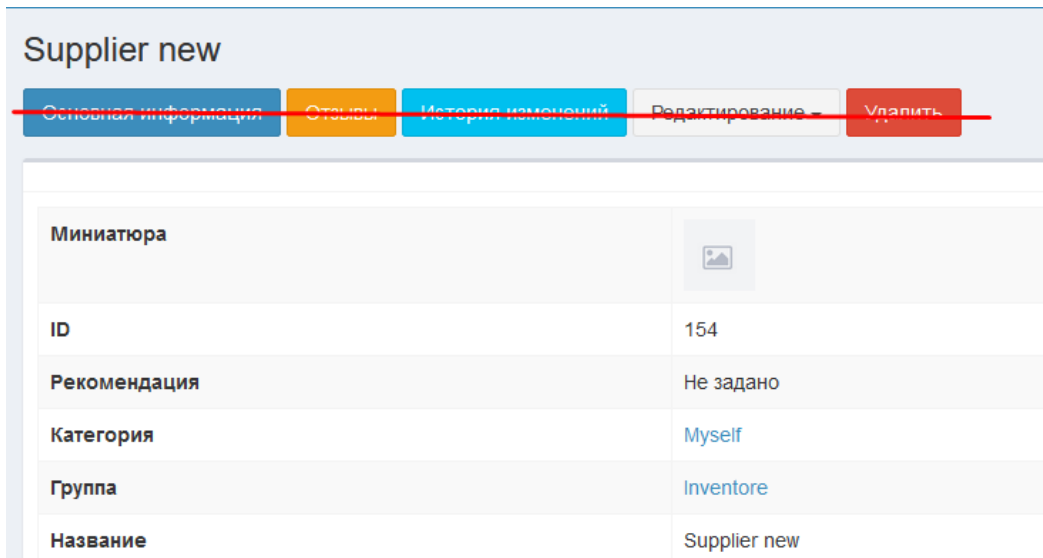 Supplier new
Основная информация Отзывы История изменений Редактирование Удалить
Миниатюра
ID 154
Рекомендация Не задано
Категория Myself
Группа Inventore
Название Supplier new